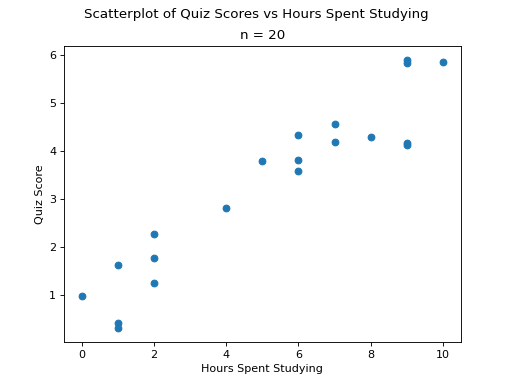 Scatterplot of Quiz Scores vs Hours Spent Studying
n = 20
6
5
4
3
2
1
Quiz Score
0 2 4 6 8 10
Hours Spent Studying